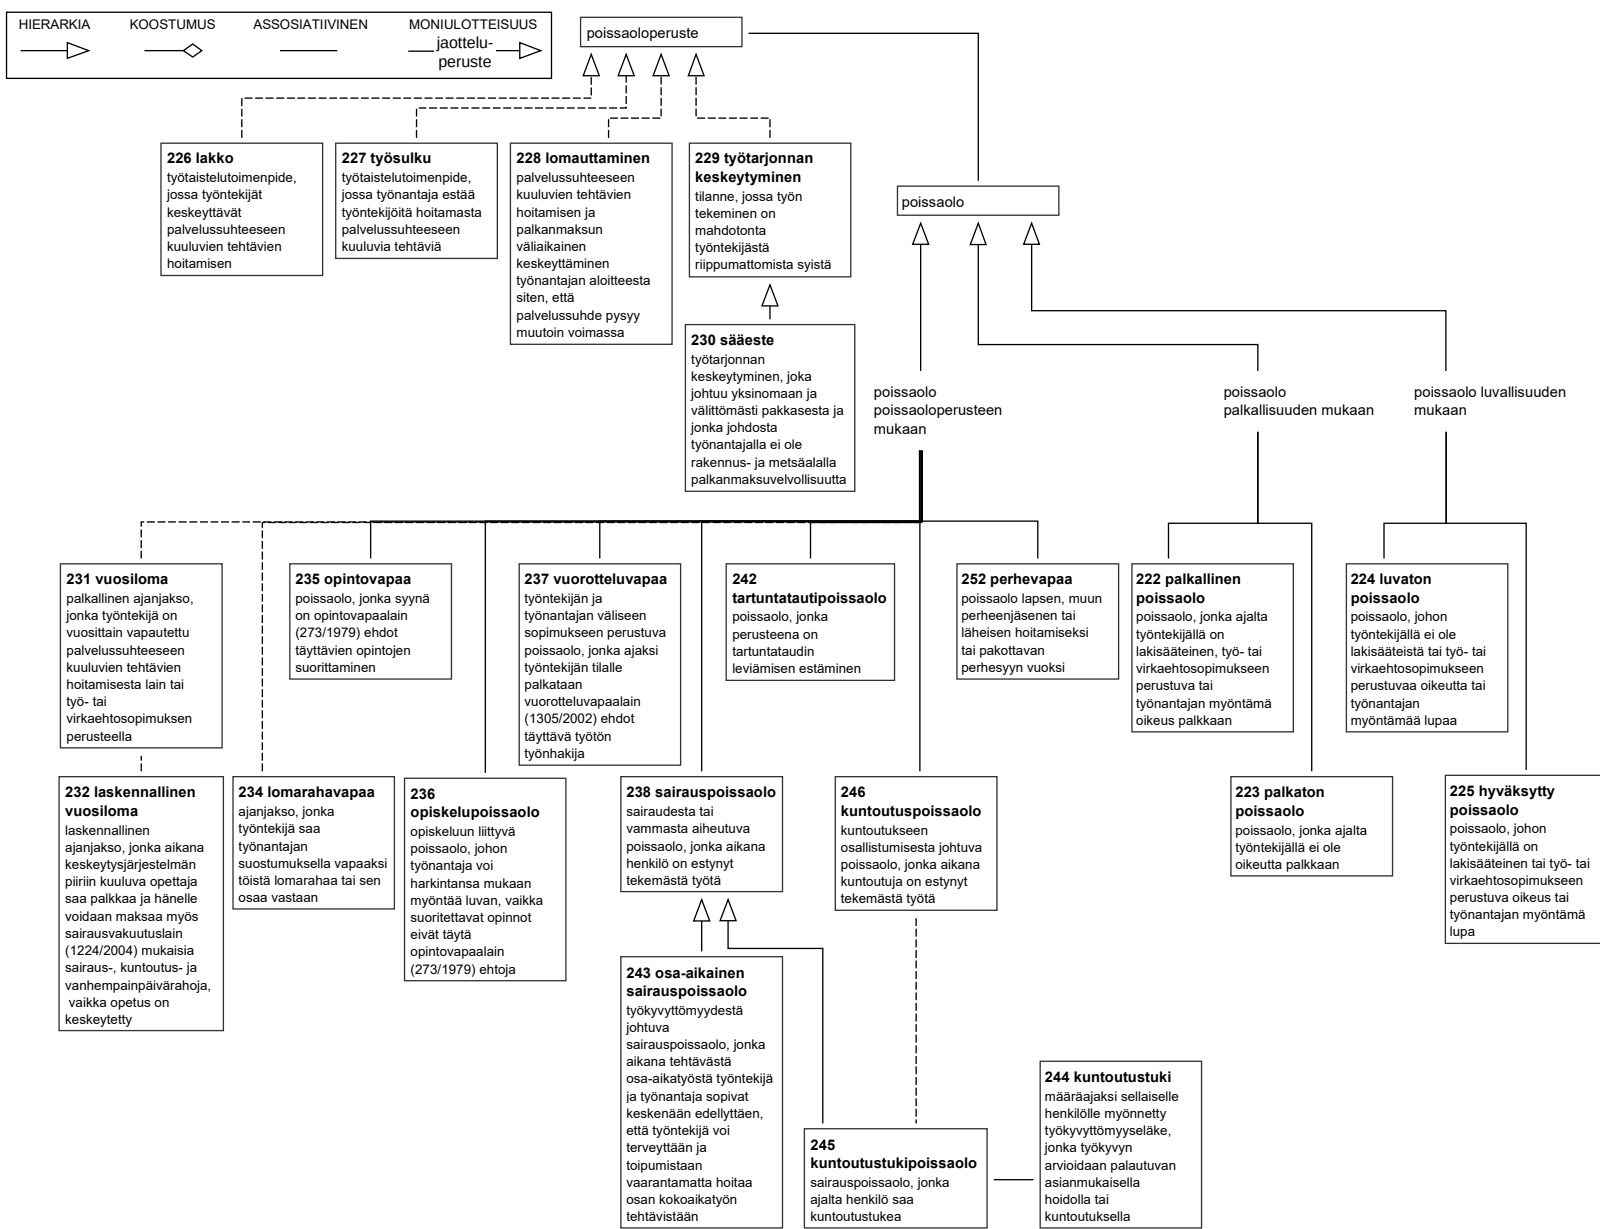 HIERARKIA
KOOSTUMUS
ASSOSIATIIVINEN
MONIULOTTEISUUS
jaottelu-
peruste
poissaoloperuste
226 lakko
työtaistelutoimenpide,
jossa työntekijät
keskeyttävät
palvelussuhteeseen
kuuluvien tehtävien
hoitamisen
227 työsulku
työtaistelutoimenpide,
jossa työnantaja estää
työntekijöitä hoitamasta
palvelussuhteeseen
kuuluvia tehtäviä
228 lomauttaminen
palvelussuhteeseen
kuuluvien tehtävien
hoitamisen ja
palkanmaksun
väliaikainen
keskeyttäminen
työnantajan aloitteesta
siten, että
palvelussuhde pysyy
muutoin voimassa
229 työtarjonnan
keskeytyminen
tilanne, jossa työn
tekeminen on
mahdotonta
työntekijästä
riippumattomista syistä
poissaolo
230 sääeste
työtarjonnan
keskeytyminen, joka
johtuu yksinomaan ja
välittömästi pakkasesta ja
jonka johdosta
työnantajalla ei ole
rakennus- ja metsäalalla
palkanmaksuvelvollisuutta
poissaolo
poissaoloperusteen
mukaan
poissaolo
palkallisuuden mukaan
poissaolo luvallisuuden
mukaan
231 vuosiloma
palkallinen ajanjakso,
jonka työntekijä on
vuosittain vapautettu
palvelussuhteeseen
kuuluvien tehtävien
hoitamisesta lain tai
työ- tai
virkaehtosopimuksen
perusteella
235 opintovapaa
poissaolo, jonka syynä
on opintovapaalain
(273/1979) ehdot
täyttävien opintojen
suorittaminen
237 vuorotteluvapaa
työntekijän ja
työnantajan väliseen
sopimukseen perustuva
poissaolo, jonka ajaksi
työntekijän tilalle
palkataan
vuorotteluvapaalain
(1305/2002) ehdot
täyttävä työtön
työnhakija
242
tartuntatautipoissaolo
poissaolo, jonka
perusteena on
tartuntataudin
leviämisen estäminen
252 perhevapaa
poissaolo lapsen, muun
perheenjäsenen tai
läheisen hoitamiseksi
tai pakottavan
perhesyyn vuoksi
222 palkallinen
poissaolo
poissaolo, jonka ajalta
työntekijällä on
lakisääteinen, työ- tai
virkaehtosopimukseen
perustuva tai
työnantajan myöntämä
oikeus palkkaan
224 luvaton
poissaolo
poissaolo, johon
työntekijällä ei ole
lakisääteistä tai työ- tai
virkaehtosopimukseen
perustuvaa oikeutta tai
työnantajan
myöntämää lupaa
232 laskennallinen
vuosiloma
laskennallinen
ajanjakso, jonka aikana
keskeytysjärjestelmän
piiriin kuuluva opettaja
saa palkkaa ja hänelle
voidaan maksaa myös
sairausvakuutuslain
(1224/2004) mukaisia
sairaus-, kuntoutus- ja
vanhempainpäivärahoja,
vaikka opetus on
keskeytetty
234 lomarahavapaa
ajanjakso, jonka
työntekijä saa
työnantajan
suostumuksella vapaaksi
töistä lomarahaa tai sen
osaa vastaan
236
opiskelupoissaolo
opiskeluun liittyvä
poissaolo, johon
työnantaja voi
harkintansa mukaan
myöntää luvan, vaikka
suoritettavat opinnot
eivät täytä
opintovapaalain
(273/1979) ehtoja
238 sairauspoissaolo
sairaudesta tai
vammasta aiheutuva
poissaolo, jonka aikana
henkilö on estynyt
tekemästä työtä
246
kuntoutuspoissaolo
kuntoutukseen
osallistumisesta johtuva
poissaolo, jonka aikana
kuntoutuja on estynyt
tekemästä työtä
223 palkaton
poissaolo
poissaolo, jonka ajalta
työntekijällä ei ole
oikeutta palkkaan
225 hyväksytty
poissaolo
poissaolo, johon
työntekijällä on
lakisääteinen tai työ- tai
virkaehtosopimukseen
perustuva oikeus tai
työnantajan myöntämä
lupa
243 osa-aikainen
sairauspoissaolo
työkyvyttömyydestä
johtuva
sairauspoissaolo, jonka
aikana tehtävästä
osa-aikatyöstä työntekijä
ja työnantaja sopivat
keskenään edellyttäen,
että työntekijä voi
terveyttään ja
toipumistaan
vaarantamatta hoitaa
osan kokoaikatyön
tehtävistään
245
kuntoutustukipoissaolo
sairauspoissaolo, jonka
ajalta henkilö saa
kuntoutustukea
244 kuntoutustuki
määräajaksi sellaiselle
henkilölle myönnetty
työkyvyttömyyseläke,
jonka työkyvyn
arvioidaan palautuvan
asianmukaisella
hoidolla tai
kuntoutuksella